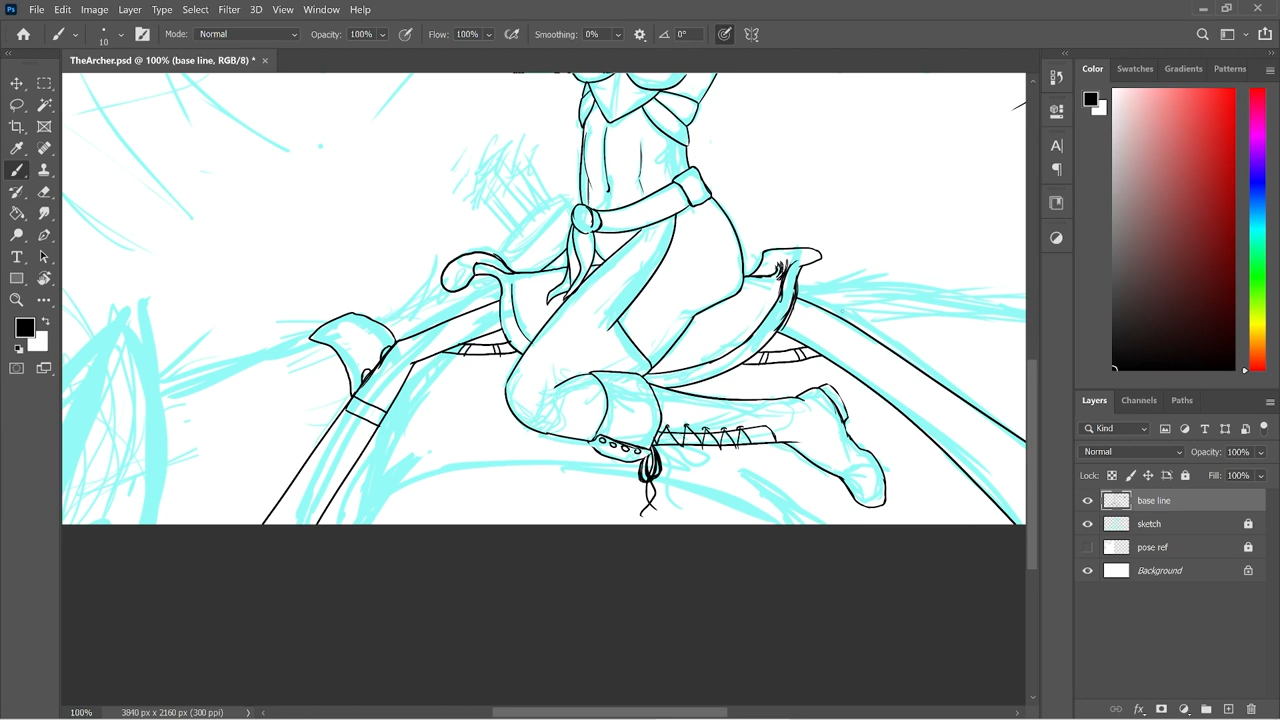 Ps File Edit Image Layer Type Select Filter 3D View Window Help
10 Mode: Normal Opacity: 100% Flow: 100% Smoothing: 0% 0°
TheArcher.psd @ 100% (base line, RGB/8) * ×
Color Swatches Gradients Patterns
Layers Channels Paths
Kind
Normal Opacity: 100%
Lock: Fill: 100%
base line
sketch
pose ref
Background
100% 3840 px x 2160 px (300 ppi)